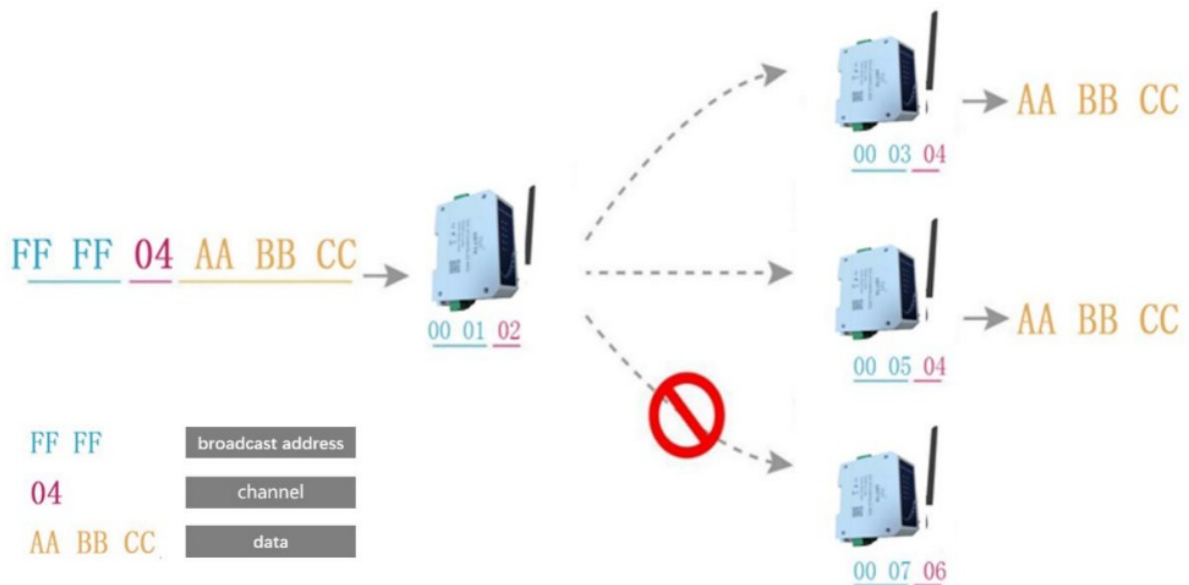 AA BB CC
00 03 04
FF FF 04 AA BB CC
00 01 02
AA BB CC
00 05 04
FF FF broadcast address
04 channel
AA BB CC data
00 07 06